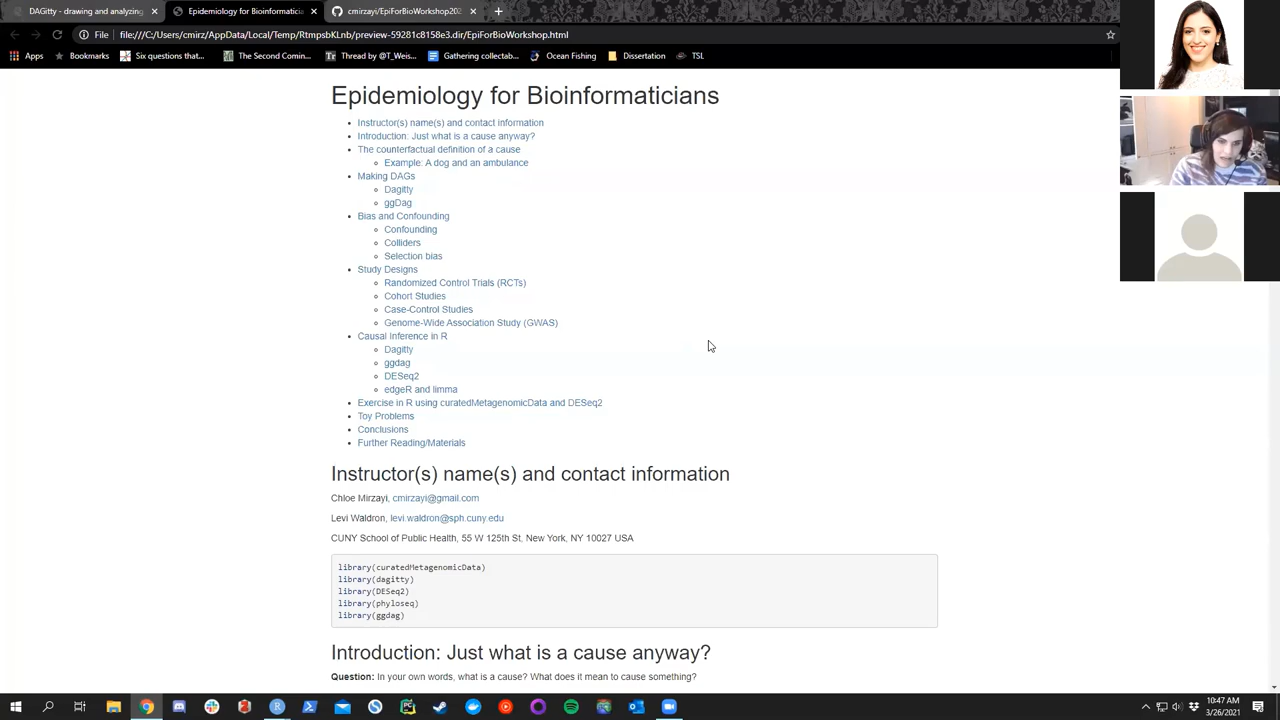 DAGitty - drawing and analyzing
Epidemiology for Bioinformaticia
cmirzayi/EpiForBioWorkshop202
File | file:///C:/Users/cmirz/AppData/Local/Temp/RtmpsbKLnb/preview-59281c8158e3.dir/EpiForBioWorkshop.html
Apps Bookmarks Six questions that... The Second Comin... Thread by @T_Weis... Gathering collectab... Ocean Fishing Dissertation TSL
Epidemiology for Bioinformaticians
Instructor(s) name(s) and contact information
Introduction: Just what is a cause anyway?
The counterfactual definition of a cause
Example: A dog and an ambulance
Making DAGs
Dagitty
ggDag
Bias and Confounding
Confounding
Colliders
Selection bias
Study Designs
Randomized Control Trials (RCTs)
Cohort Studies
Case-Control Studies
Genome-Wide Association Study (GWAS)
Causal Inference in R
Dagitty
ggdag
DESeq2
edgeR and limma
Exercise in R using curatedMetagenomicData and DESeq2
Toy Problems
Conclusions
Further Reading/Materials
Instructor(s) name(s) and contact information
Chloe Mirzayi, cmirzayi@gmail.com
Levi Waldron, levi.waldron@sph.cuny.edu
CUNY School of Public Health, 55 W 125th St, New York, NY 10027 USA
library(curatedMetagenomicData)
library(dagitty)
library(DESeq2)
library(phyloseq)
library(ggdag)
Introduction: Just what is a cause anyway?
Question: In your own words, what is a cause? What does it mean to cause something?
10:47 AM
3/26/2021